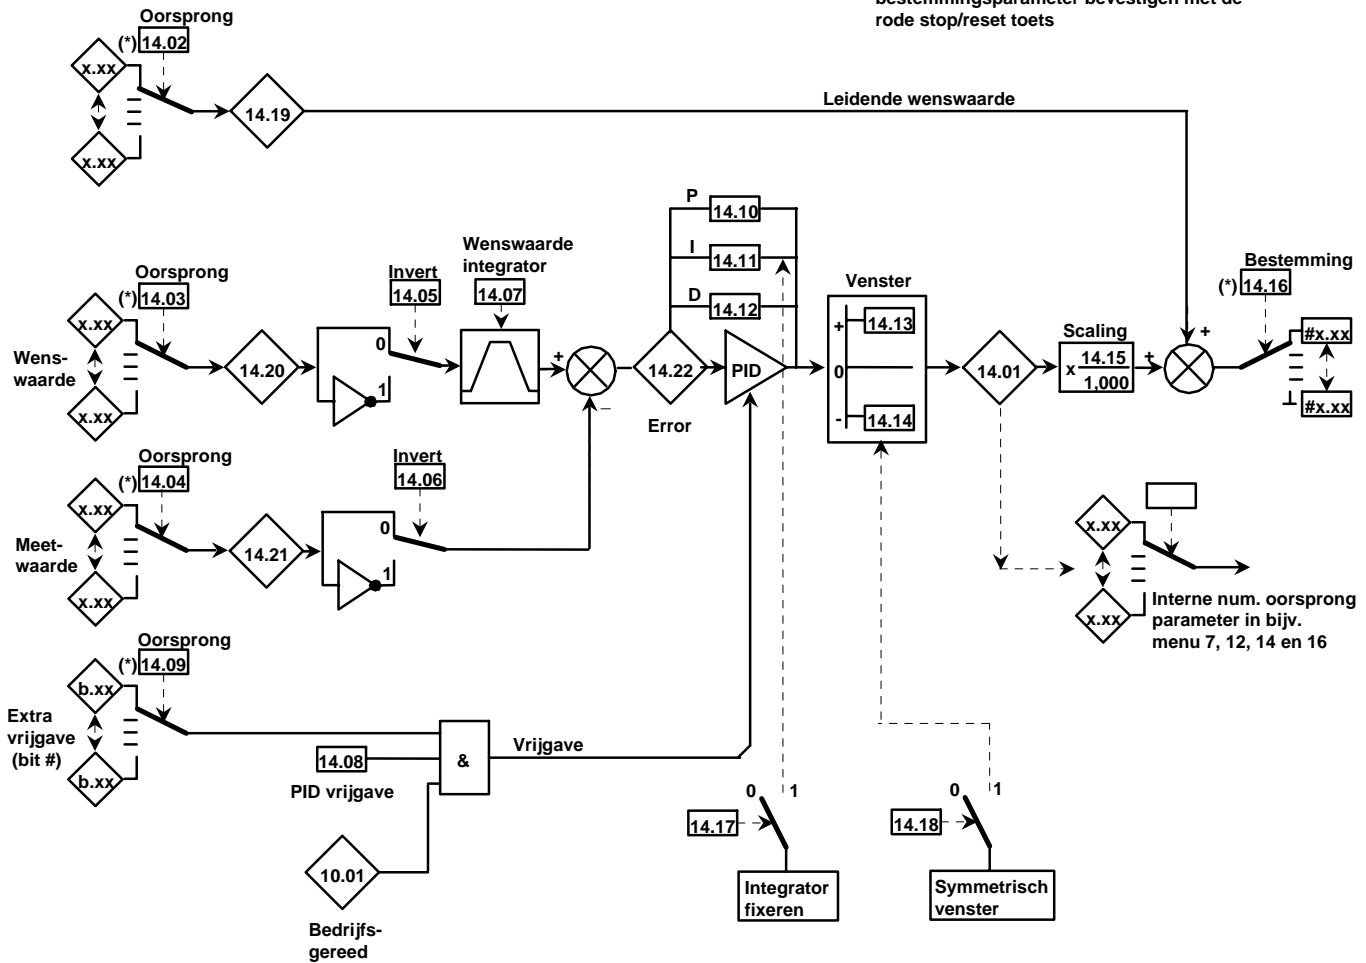 bestemmingsparameter bevestigen met de
rode stop/reset toets
Oorsprong
(*) 14.02
x.xx
x.xx
14.19
Leidende wenswaarde
P
14.10
I
14.11
D
14.12
Oorsprong
(*) 14.03
x.xx
Wens-
waarde
x.xx
14.20
Invert
14.05
0
1
Wenswaarde
integrator
14.07
+
_
14.22
Error
PID
Venster
+
14.13
0
-
14.14
14.01
Scaling
x 14.15
1,000
+
+
Bestemming
(*) 14.16
#x.xx
#x.xx
Oorsprong
(*) 14.04
x.xx
Meet-
waarde
x.xx
14.21
Invert
14.06
0
1
x.xx
x.xx
Interne num. oorsprong
parameter in bijv.
menu 7, 12, 14 en 16
Oorsprong
(*) 14.09
b.xx
Extra
vrijgave
(bit #)
b.xx
14.08
PID vrijgave
&
Vrijgave
10.01
Bedrijfs-
gereed
0
1
14.17
Integrator
fixeren
0
1
14.18
Symmetrisch
venster